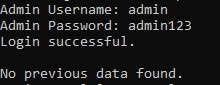 Admin Username: admin
Admin Password: admin123
Login successful.
No previous data found.